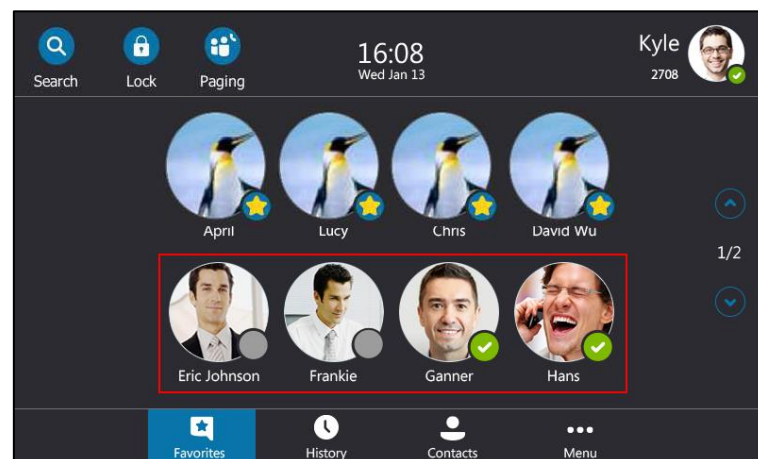 Search
Lock
Paging
16:08
Wed Jan 13
Kyle
2708
April
Lucy
Chris
David Wu
1/2
Eric Johnson
Frankie
Ganner
Hans
Favorites
History
Contacts
Menu